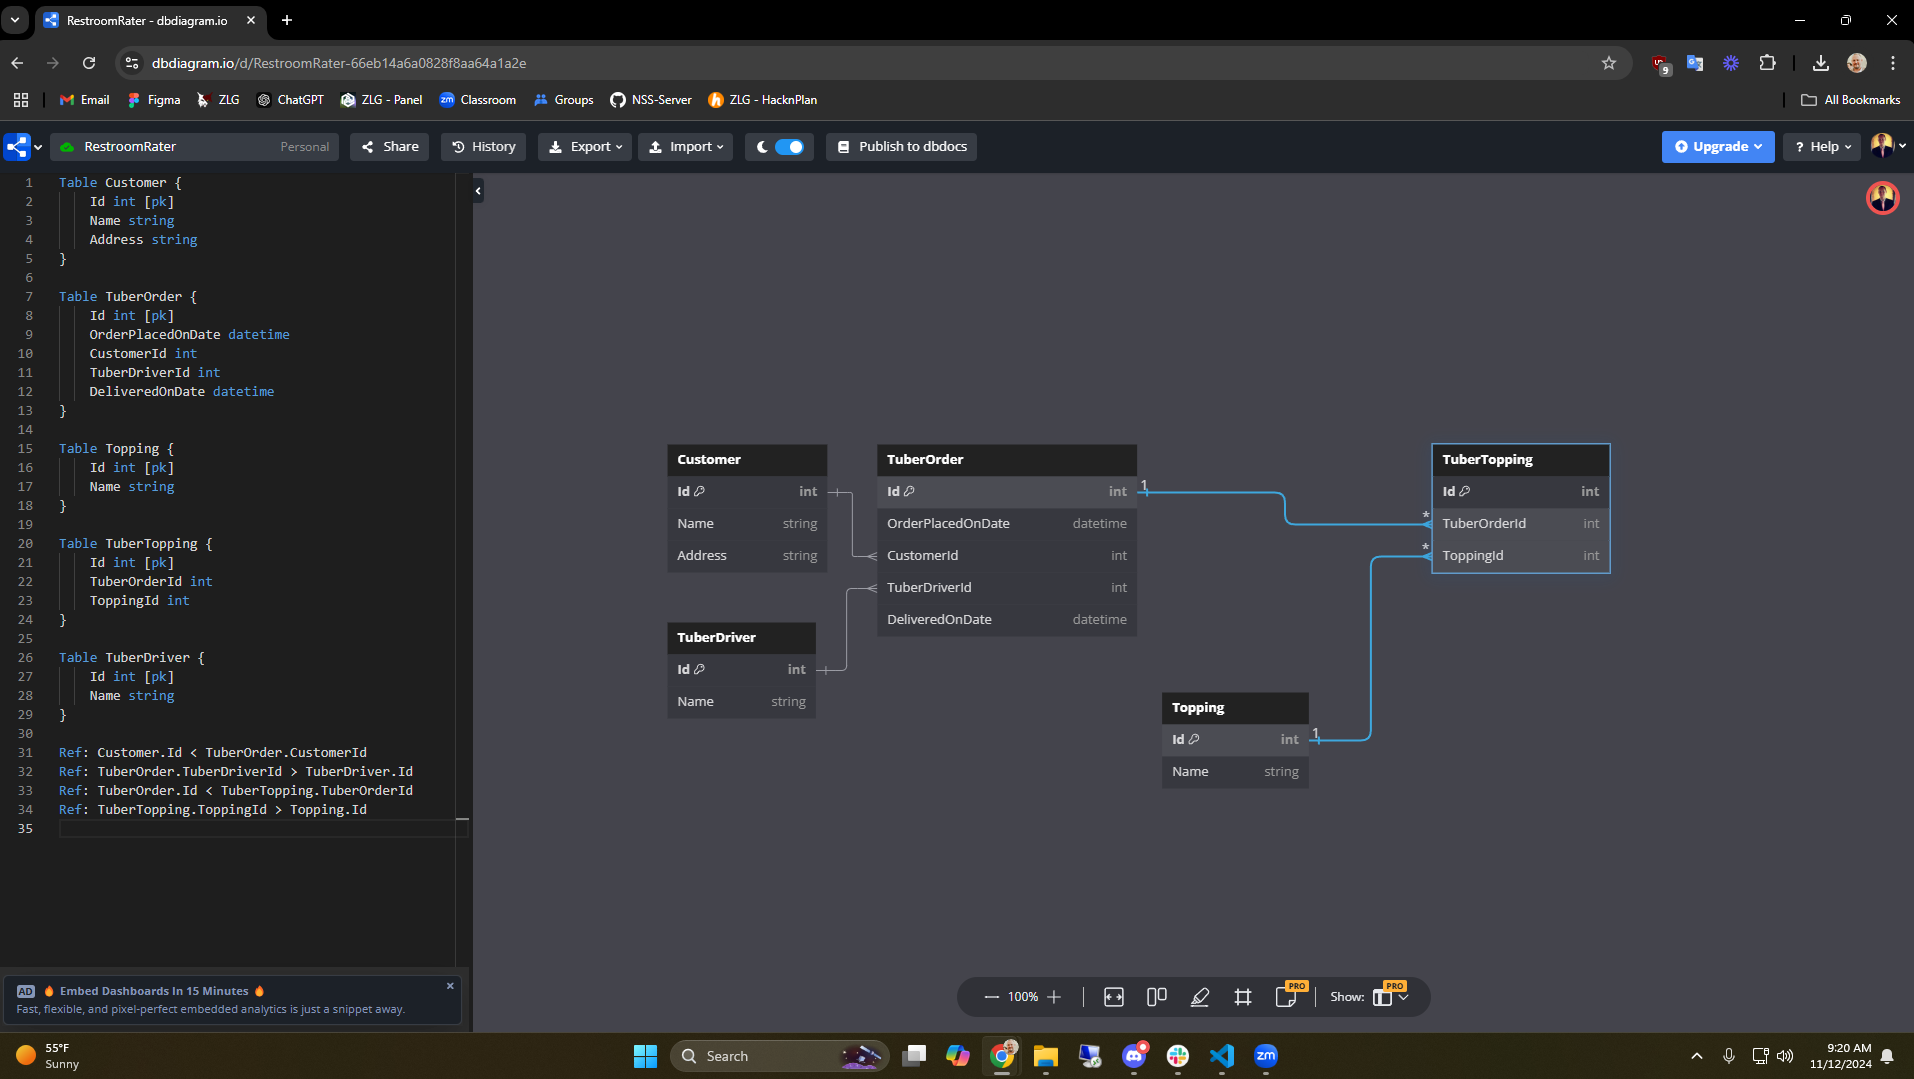 RestroomRater - dbdiagram.io
dbdiagram.io/d/RestroomRater-66eb14a6a0828f8aa64a1a2e
9
Email
Figma
ZLG
ChatGPT
ZLG - Panel
zm Classroom
Groups
NSS-Server
ZLG - HacknPlan
All Bookmarks
RestroomRater Personal
Share
History
Export
Import
Publish to dbdocs
Upgrade
? Help
1 Table Customer {
2 Id int [pk]
3 Name string
4 Address string
5 }
6
7 Table TuberOrder {
8 Id int [pk]
9 OrderPlacedOnDate datetime
10 CustomerId int
11 TuberDriverId int
12 DeliveredOnDate datetime
13 }
14
15 Table Topping {
16 Id int [pk]
17 Name string
18 }
19
20 Table TuberTopping {
21 Id int [pk]
22 TuberOrderId int
23 ToppingId int
24 }
25
26 Table TuberDriver {
27 Id int [pk]
28 Name string
29 }
30
31 Ref: Customer.Id < TuberOrder.CustomerId
32 Ref: TuberOrder.TuberDriverId > TuberDriver.Id
33 Ref: TuberOrder.Id < TuberTopping.TuberOrderId
34 Ref: TuberTopping.ToppingId > Topping.Id
35
Customer
Id int
Name string
Address string
TuberOrder
Id int
OrderPlacedOnDate datetime
CustomerId int
TuberDriverId int
DeliveredOnDate datetime
1
*
*
TuberTopping
Id int
TuberOrderId int
ToppingId int
TuberDriver
Id int
Name string
Topping
Id int
Name string
1
AD Embed Dashboards In 15 Minutes
Fast, flexible, and pixel-perfect embedded analytics is just a snippet away.
100%
PRO
Show:
PRO
55°F
Sunny
Search
zm
9:20 AM
11/12/2024